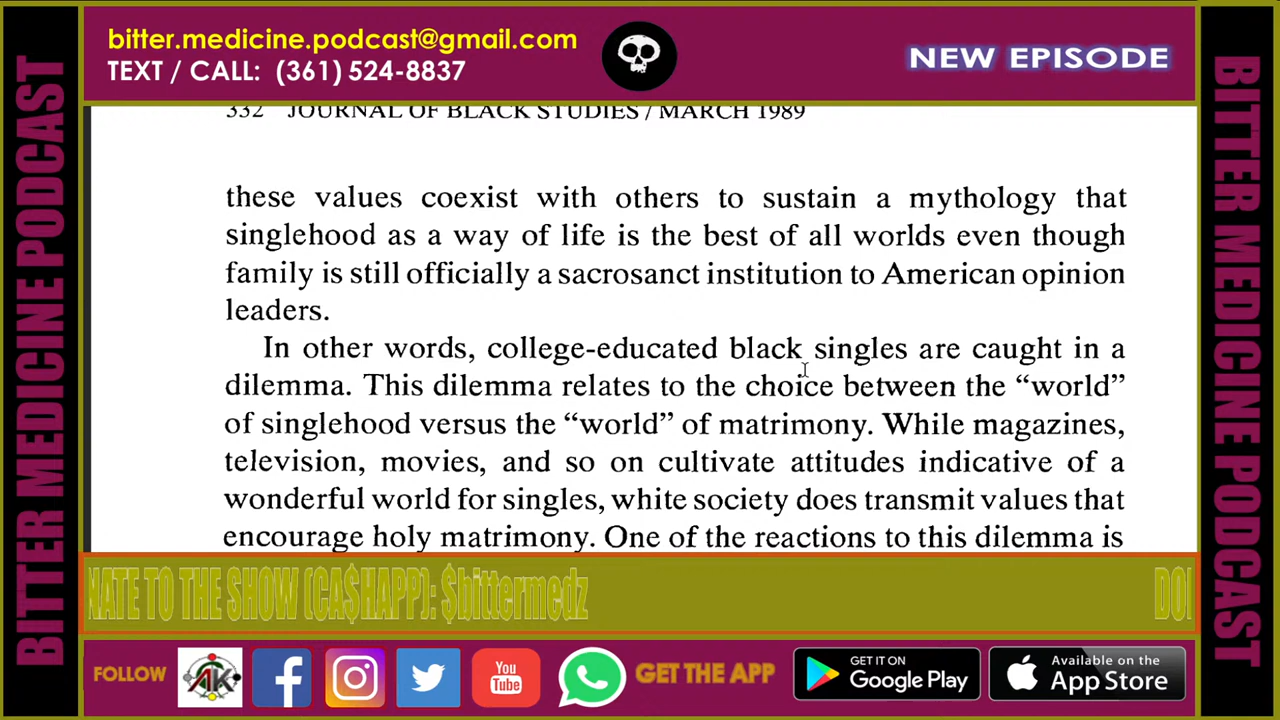 bitter.medicine.podcast@gmail.com
TEXT / CALL: (361) 524-8837
NEW EPISODE
BITTER MEDICINE PODCAST
332 JOURNAL OF BLACK STUDIES / MARCH 1989
these values coexist with others to sustain a mythology that
singlehood as a way of life is the best of all worlds even though
family is still officially a sacrosanct institution to American opinion
leaders.
In other words, college-educated black singles are caught in a
dilemma. This dilemma relates to the choice between the “world”
of singlehood versus the “world” of matrimony. While magazines,
television, movies, and so on cultivate attitudes indicative of a
wonderful world for singles, white society does transmit values that
encourage holy matrimony. One of the reactions to this dilemma is
BITTER MEDICINE PODCAST
NATE TO THE SHOW (CA$HAPP): $bittermedz
DO
FOLLOW
ATK
You
Tube
GET THE APP
GET IT ON
Google Play
Available on the
App Store